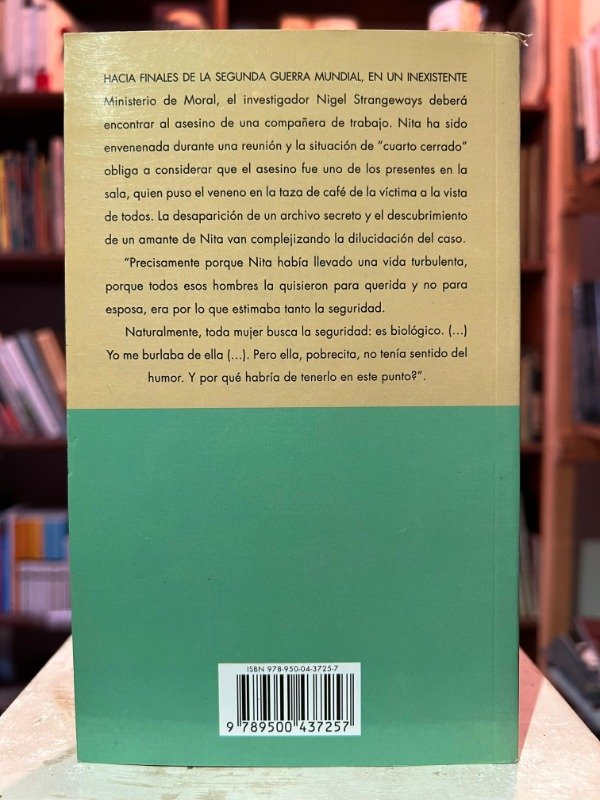 HACIA FINALES DE LA SEGUNDA GUERRA MUNDIAL, EN UN INEXISTENTE
Ministerio de Moral, el investigador Nigel Strangeways deberá
encontrar al asesino de una compañera de trabajo. Nita ha sido
envenenada durante una reunión y la situación de “cuarto cerrado”
obliga a considerar que el asesino fue uno de los presentes en la
sala, quien puso el veneno en la taza de café de la víctima a la vista
de todos. La desaparición de un archivo secreto y el descubrimiento
de un amante de Nita van complejizando la dilucidación del caso.
“Precisamente porque Nita había llevado una vida turbulenta,
porque todos esos hombres la quisieron para querida y no para
esposa, era por lo que estimaba tanto la seguridad.
Naturalmente, toda mujer busca la seguridad: es biológico. (...)
Yo me burlaba de ella (...). Pero ella, pobrecita, no tenía sentido del
humor. Y por qué habría de tenerlo en este punto?”.
ISBN 978-950-04-3725-7
9 789500 437257